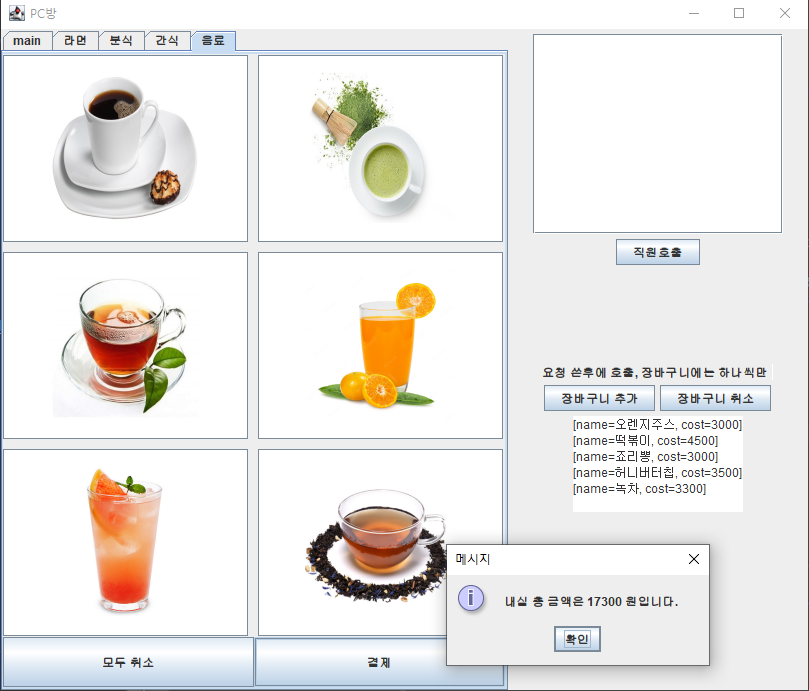 PC방
main 라면 분식 간식 음료
직원호출
요청 쓴후에 호출, 장바구니에는 하나씩만
장바구니 추가 장바구니 취소
[name=오렌지주스, cost=3000]
[name=떡볶이, cost=4500]
[name=죠리뽕, cost=3000]
[name=허니버터칩, cost=3500]
[name=녹차, cost=3300]
메시지
내실 총 금액은 17300 원입니다.
확인
모두 취소 결제